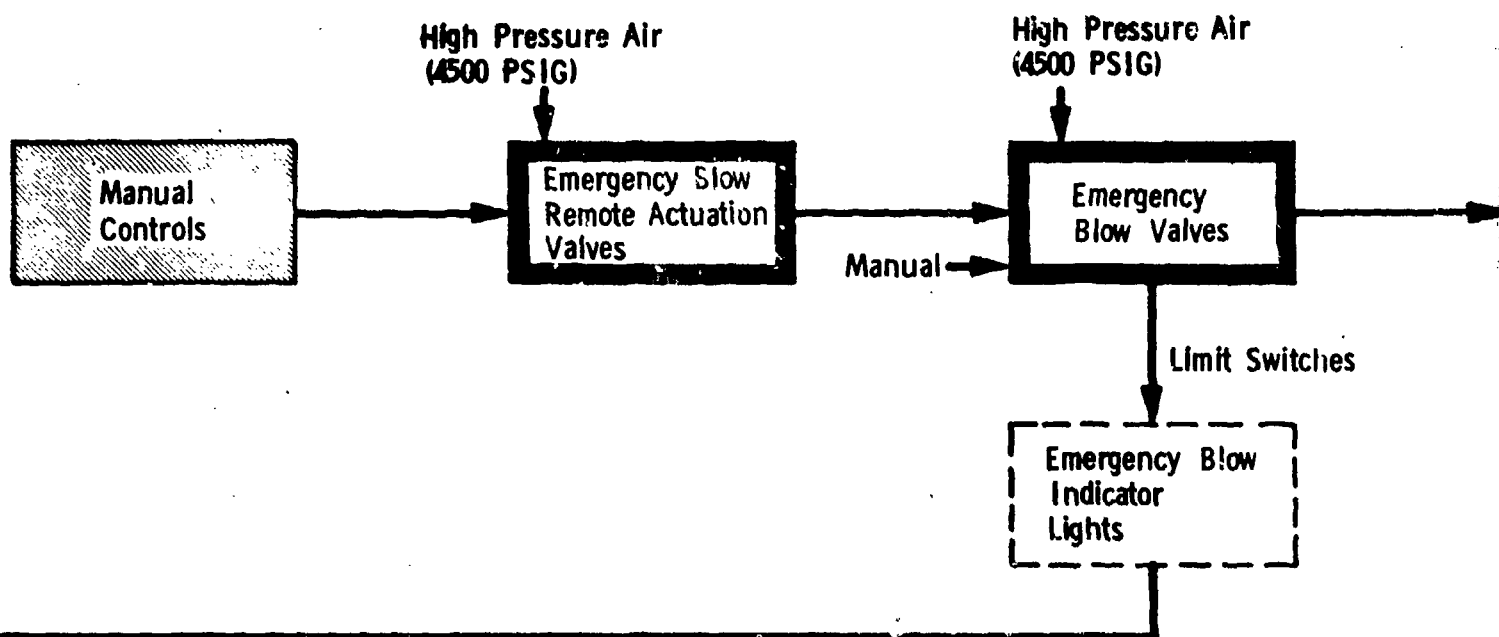 High Pressure Air
(4500 PSIG)
High Pressure Air
(4500 PSIG)
Manual
Controls
Emergency Slow
Remote Actuation
Valves
Emergency
Blow Valves
Manual
Limit Switches
Emergency Blow
Indicator
Lights